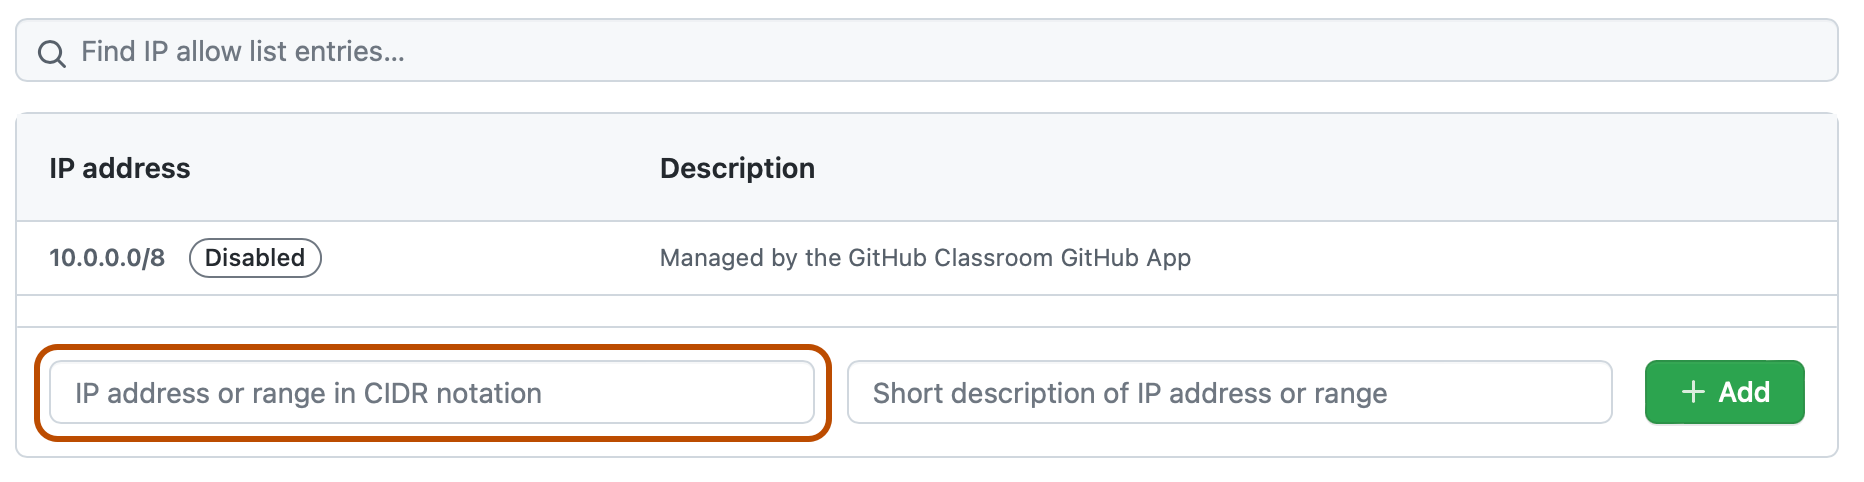 Find IP allow list entries...
IP address Description
10.0.0.0/8 Disabled Managed by the GitHub Classroom GitHub App
IP address or range in CIDR notation Short description of IP address or range + Add